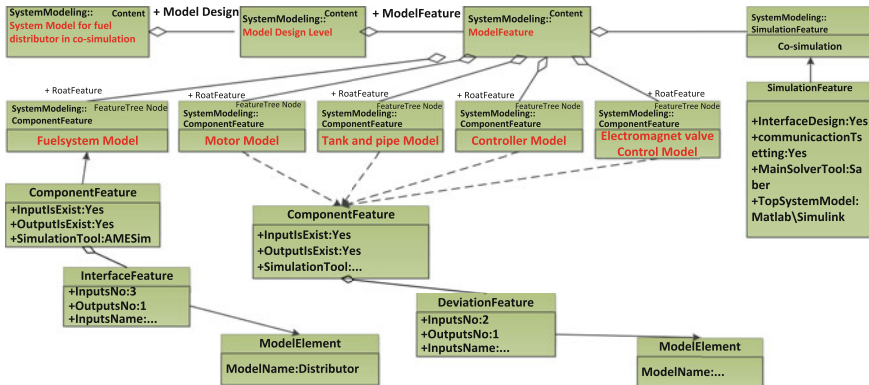 SystemModeling::
Content
System Model for fuel
distributor in co-simulation
+ Model Design
SystemModeling::
Content
Model Design Level
+ ModelFeature
SystemModeling::
Content
ModelFeature
SystemModeling::
SimulationFeature
Co-simulation
+ RoatFeature
+ RoatFeature
+ RoatFeature
+ RoatFeature
+ RoatFeature
SystemModeling::
FeatureTree Node
ComponentFeature
Fuelsystem Model
FeatureTree Node
SystemModeling::
ComponentFeature
Motor Model
FeatureTree Node
SystemModeling::
ComponentFeature
Tank and pipe Model
FeatureTree Node
SystemModeling::
ComponentFeature
Controller Model
FeatureTree Node
SystemModeling::
ComponentFeature
Electromagnet valve
Control Model
SimulationFeature
+InterfaceDesign:Yes
+communicactionTs
etting:Yes
+MainSolverTool:Sa
ber
+TopSystemModel:
Matlab\Simulink
ComponentFeature
+InputIsExist:Yes
+OutputIsExist:Yes
+SimulationTool:AMESim
ComponentFeature
+InputIsExist:Yes
+OutputIsExist:Yes
+SimulationTool:...
InterfaceFeature
+InputsNo:3
+OutputsNo:1
+InputsName:...
DeviationFeature
+InputsNo:2
+OutputsNo:1
+InputsName:...
ModelElement
ModelName:Distributor
ModelElement
ModelName:...